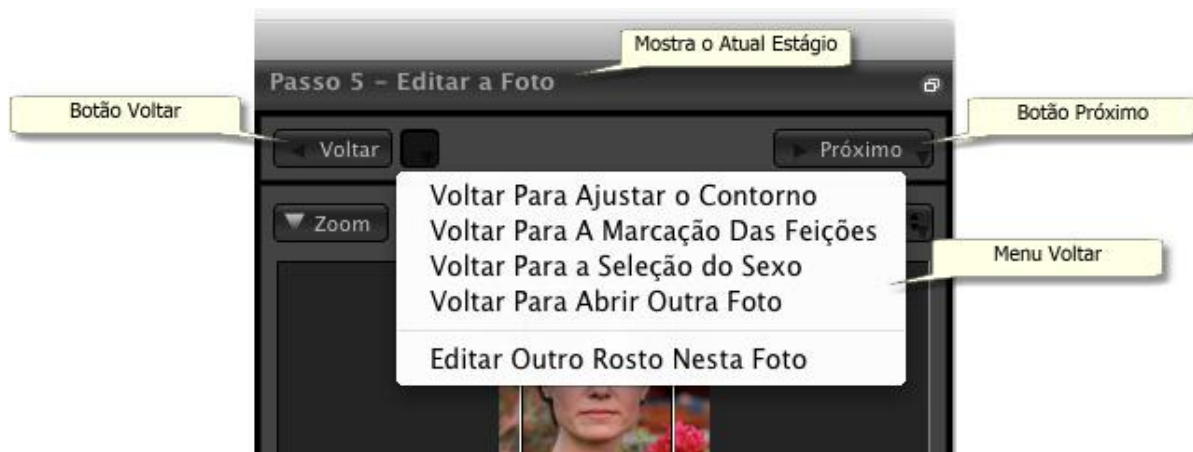 Mostra o Atual Estágio
Passo 5 – Editar a Foto
Botão Voltar
Botão Próximo
Voltar
Próximo
Voltar Para Ajustar o Contorno
Voltar Para A Marcação Das Feições
Zoom
Voltar Para a Seleção do Sexo
Menu Voltar
Voltar Para Abrir Outra Foto
Editar Outro Rosto Nesta Foto